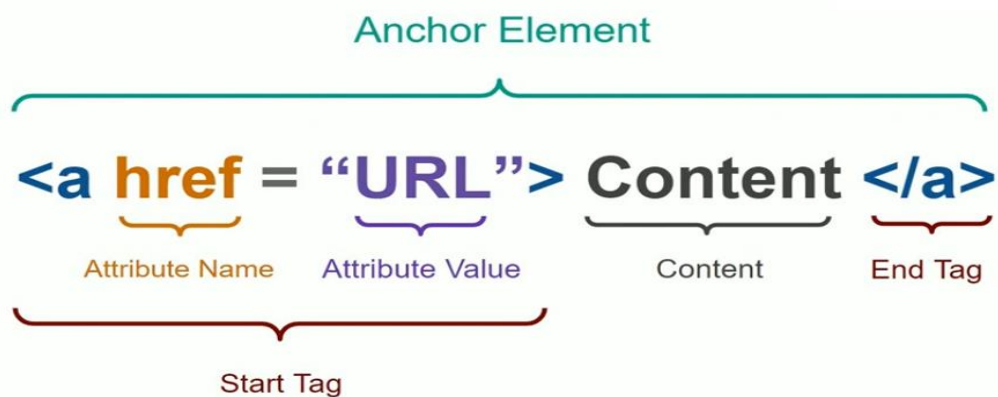 Anchor Element
<a href = “URL”> Content </a>
Attribute Name Attribute Value Content End Tag
Start Tag